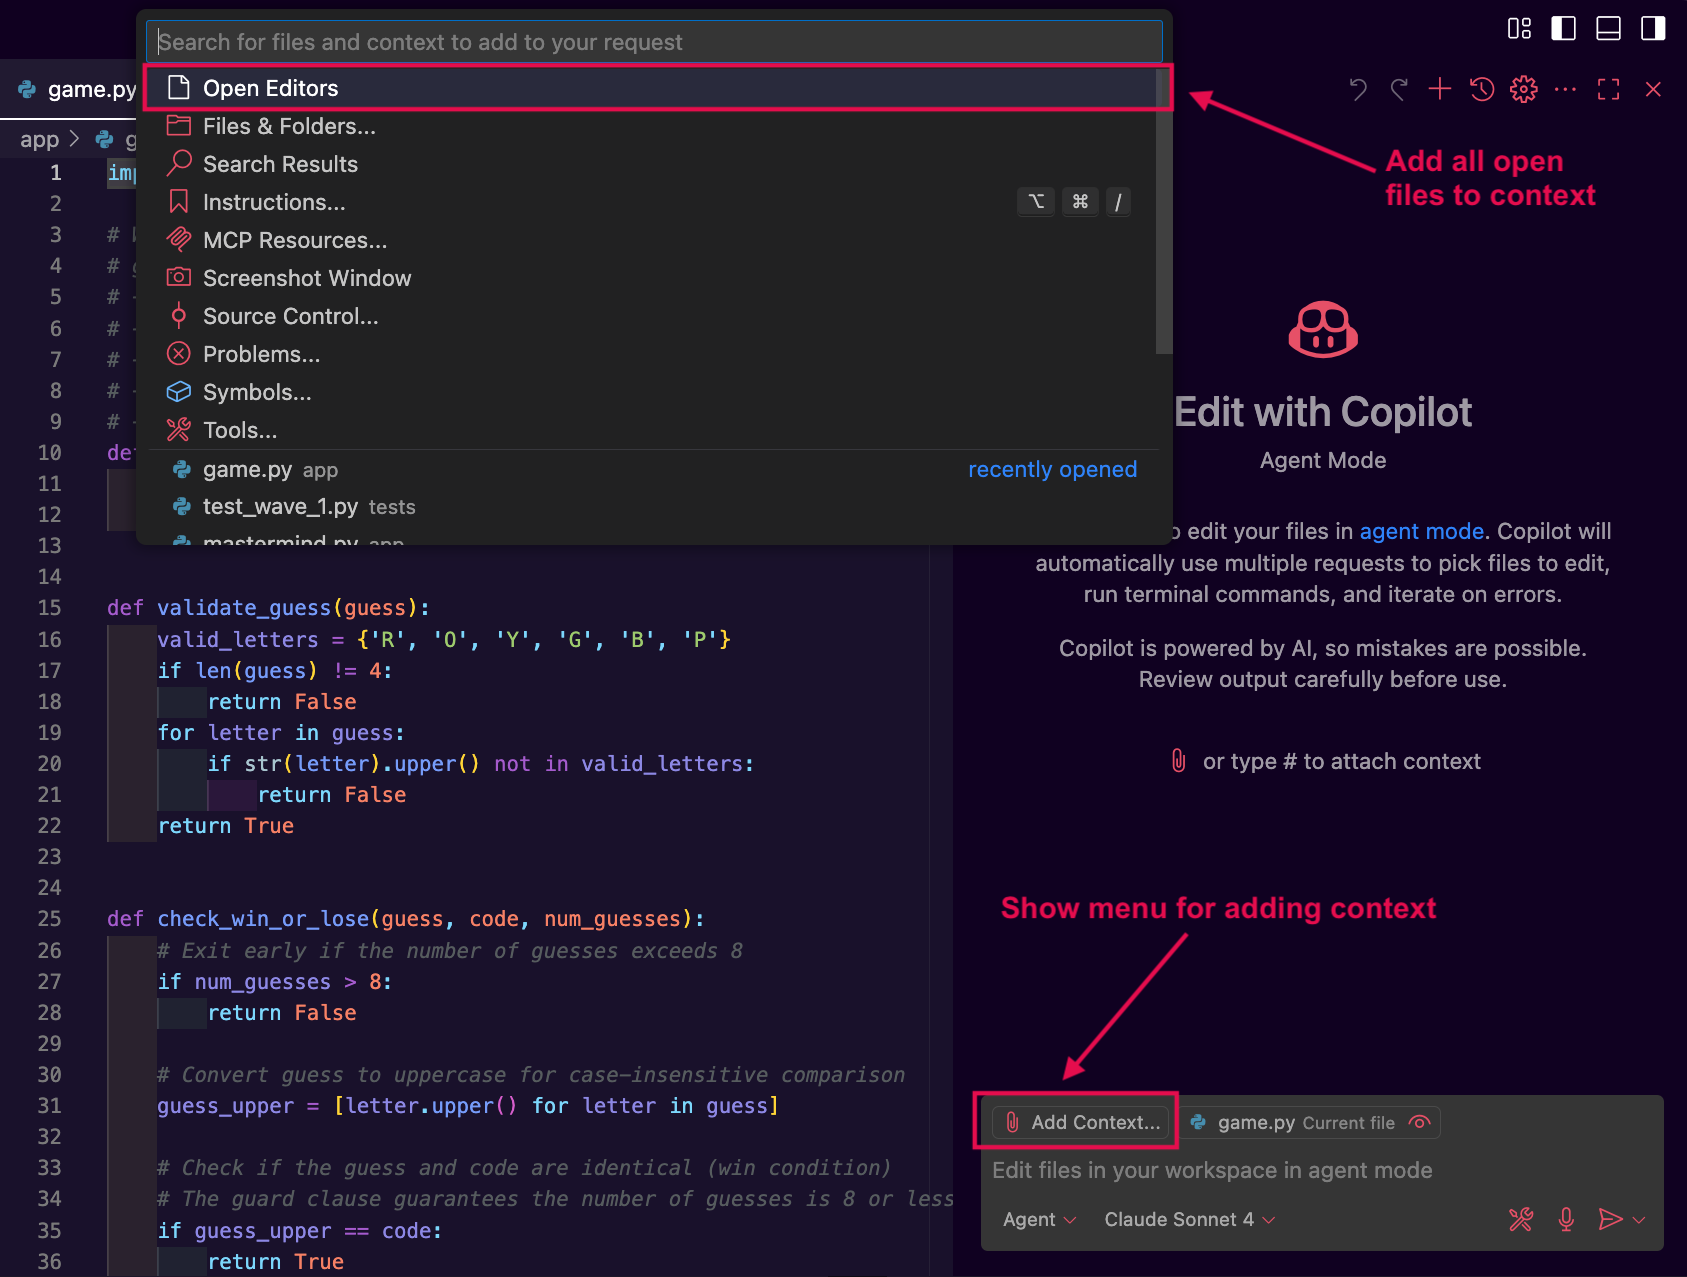 Search for files and context to add to your request
Open Editors
Files & Folders...
Search Results
Instructions...
⌥ ⌘ /
MCP Resources...
Screenshot Window
Source Control...
Problems...
Symbols...
Tools...
game.py app recently opened
test_wave_1.py tests
mastermind.py app
game.py
app >
1
2
3 #
4 #
5 #
6 #
7 #
8 #
9 #
10
11
12
13
14
15 def validate_guess(guess):
16 valid_letters = {'R', 'O', 'Y', 'G', 'B', 'P'}
17 if len(guess) != 4:
18 return False
19 for letter in guess:
20 if str(letter).upper() not in valid_letters:
21 return False
22 return True
23
24
25 def check_win_or_lose(guess, code, num_guesses):
26 # Exit early if the number of guesses exceeds 8
27 if num_guesses > 8:
28 return False
29
30 # Convert guess to uppercase for case-insensitive comparison
31 guess_upper = [letter.upper() for letter in guess]
32
33 # Check if the guess and code are identical (win condition)
34 # The guard clause guarantees the number of guesses is 8 or less
35 if guess_upper == code:
36 return True
Add all open
files to context
Edit with Copilot
Agent Mode
edit your files in agent mode. Copilot will
automatically use multiple requests to pick files to edit,
run terminal commands, and iterate on errors.
Copilot is powered by AI, so mistakes are possible.
Review output carefully before use.
or type # to attach context
Show menu for adding context
Add Context... game.py Current file
Edit files in your workspace in agent mode
Agent Claude Sonnet 4